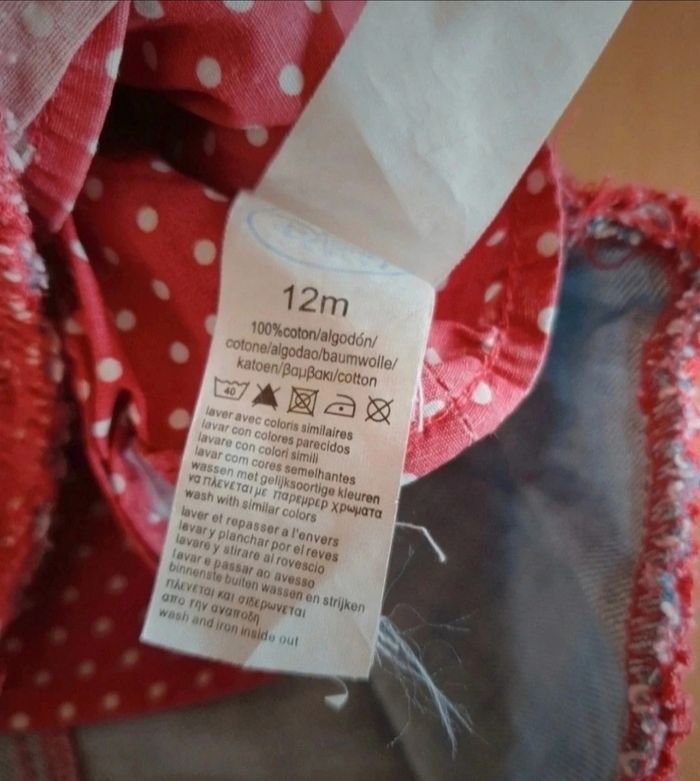 12m
100%coton/algodón/
cotone/algodao/baumwolle/
katoen/βαμβακι/cotton
40
laver avec coloris similaires
lavar con colores parecidos
lavare con colori simili
lavar com cores semelhantes
wassen met gelijksoortige kleuren
να πλενεται με παρεμφερ χρωματα
wash with similar colors
laver et repasser a l'envers
lavar y planchar por el reves
lavare y stirare al rovescio
lavar e passar ao avesso
binnenste buiten wassen en strijken
πλενεται και σιδερωνεται
απο την αναποδη
wash and iron inside out